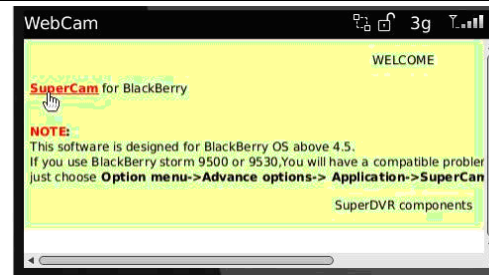 WebCam 3g
WELCOME
SuperCam for BlackBerry
NOTE:
This software is designed for BlackBerry OS above 4.5.
If you use BlackBerry storm 9500 or 9530,You will have a compatible
just choose Option menu->Advance options-> Application->SuperCam
SuperDVR components